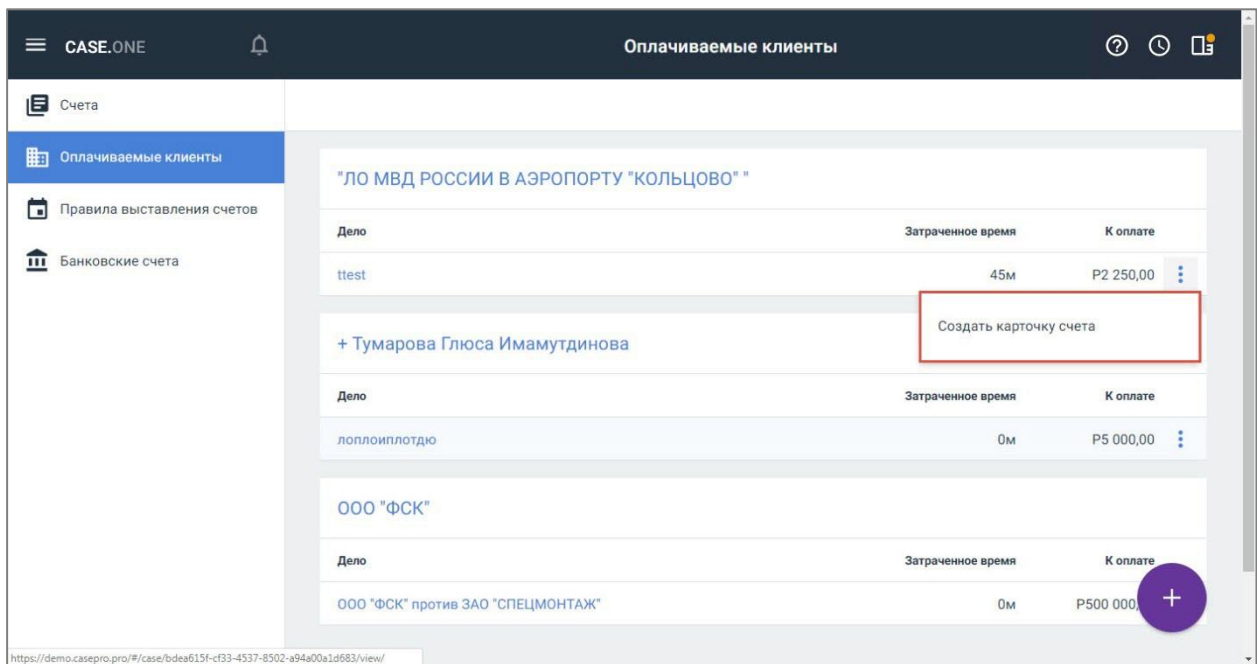 CASE.ONE
Оплачиваемые клиенты
Счета
Оплачиваемые клиенты
Правила выставления счетов
Банковские счета
"ЛО МВД РОССИИ В АЭРОПОРТУ "КОЛЬЦОВО" "
Дело Затраченное время К оплате
ttest 45м Р2 250,00
Создать карточку счета
+ Тумарова Глюса Имамутдинова
Дело Затраченное время К оплате
лоплоиплотдю 0м Р5 000,00
ООО "ФСК"
Дело Затраченное время К оплате
ООО "ФСК" против ЗАО "СПЕЦМОНТАЖ" 0м Р500 000,
https://demo.casepro.pro/#/case/bdea615f-cf33-4537-8502-a94a00a1d683/view/